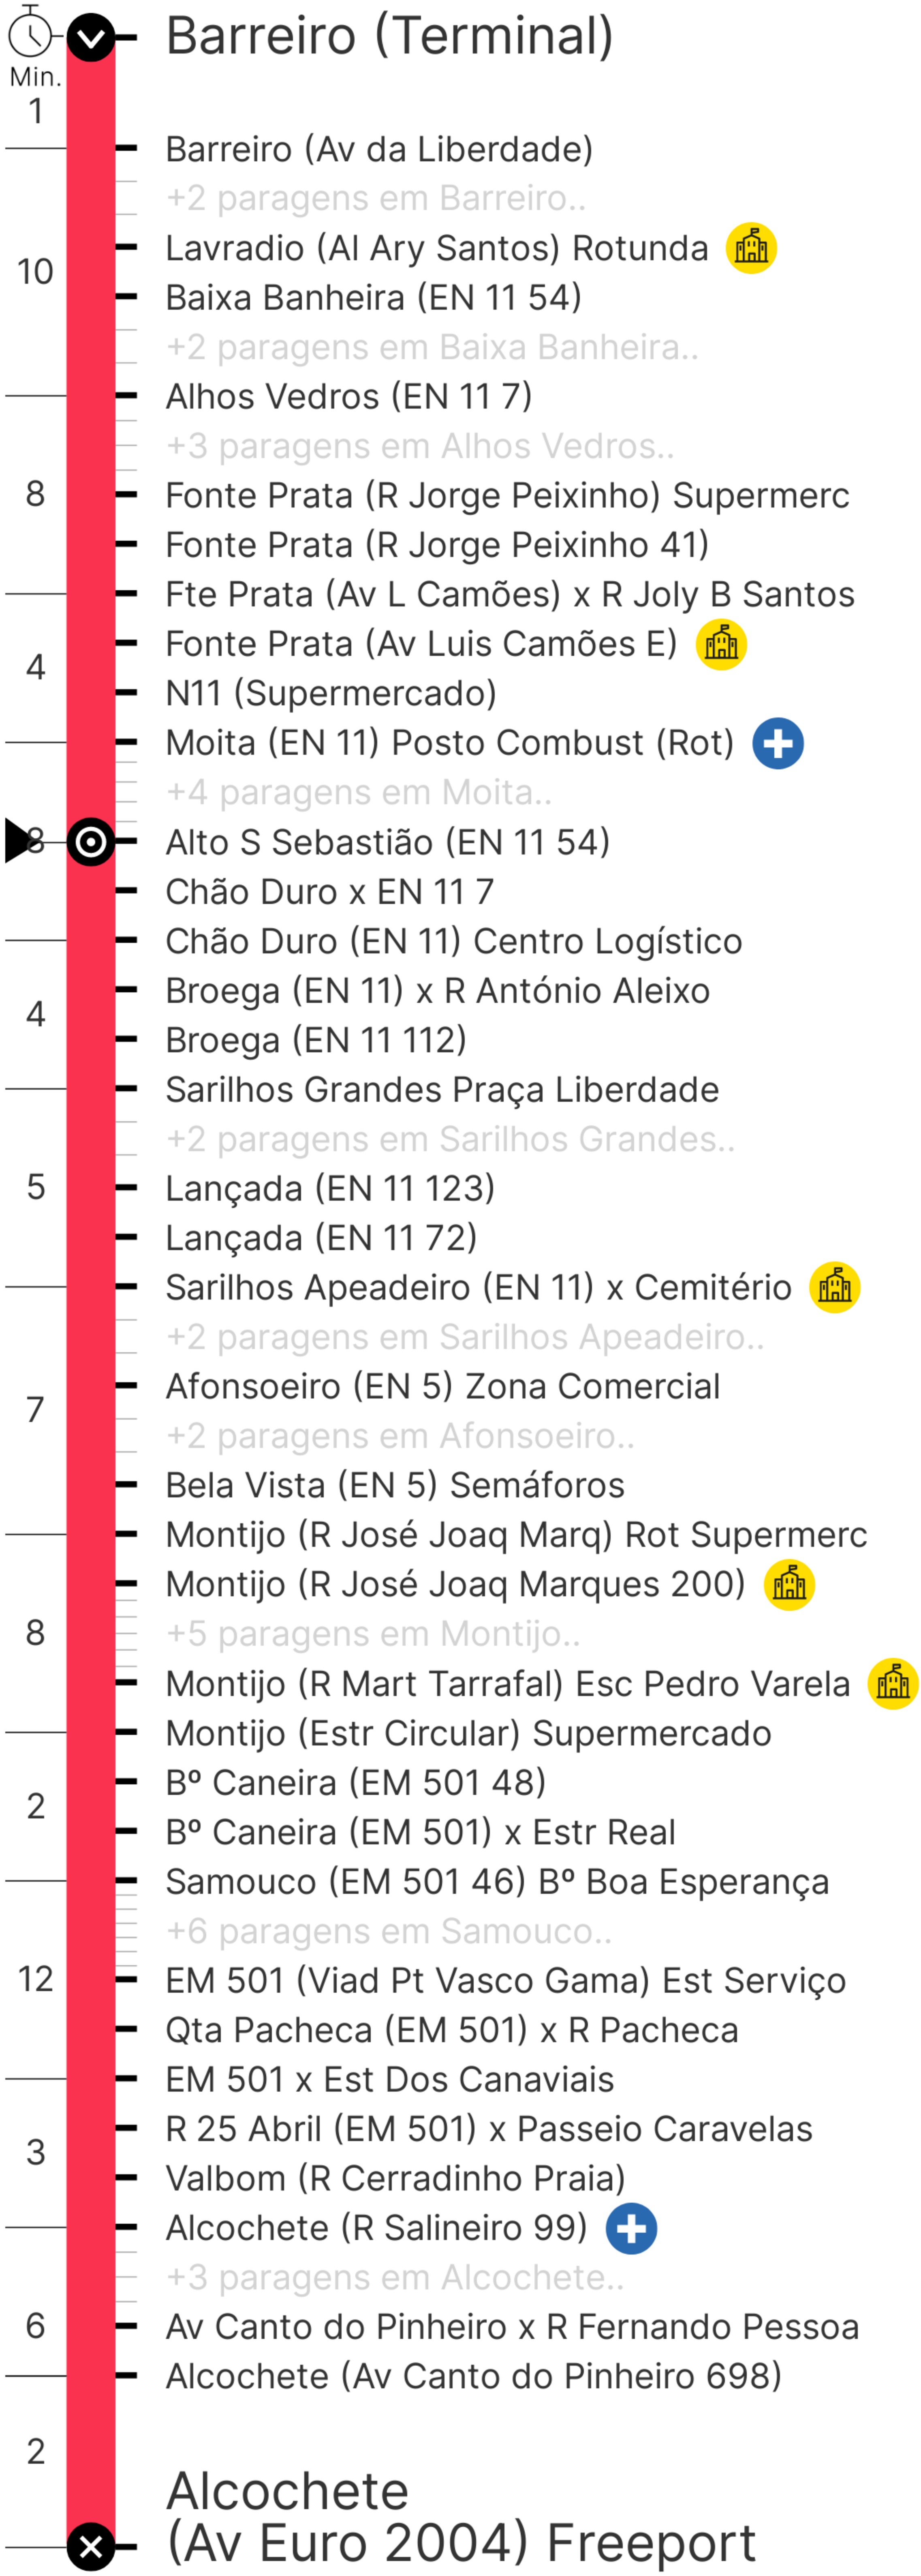 Barreiro (Terminal)
Min.
1
Barreiro (Av da Liberdade)
+2 paragens em Barreiro..
Lavradio (Al Ary Santos) Rotunda
10
Baixa Banheira (EN 11 54)
+2 paragens em Baixa Banheira..
Alhos Vedros (EN 11 7)
+3 paragens em Alhos Vedros..
8
Fonte Prata (R Jorge Peixinho) Supermerc
Fonte Prata (R Jorge Peixinho 41)
Fte Prata (Av L Camões) x R Joly B Santos
Fonte Prata (Av Luis Camões E)
4
N11 (Supermercado)
Moita (EN 11) Posto Combust (Rot)
+4 paragens em Moita..
8
Alto S Sebastião (EN 11 54)
Chão Duro x EN 11 7
Chão Duro (EN 11) Centro Logístico
Broega (EN 11) x R António Aleixo
4
Broega (EN 11 112)
Sarilhos Grandes Praça Liberdade
+2 paragens em Sarilhos Grandes..
5
Lançada (EN 11 123)
Lançada (EN 11 72)
Sarilhos Apeadeiro (EN 11) x Cemitério
+2 paragens em Sarilhos Apeadeiro..
Afonsoeiro (EN 5) Zona Comercial
7
+2 paragens em Afonsoeiro..
Bela Vista (EN 5) Semáforos
Montijo (R José Joaq Marq) Rot Supermerc
Montijo (R José Joaq Marques 200)
8
+5 paragens em Montijo..
Montijo (R Mart Tarrafal) Esc Pedro Varela
Montijo (Estr Circular) Supermercado
Bº Caneira (EM 501 48)
2
Bº Caneira (EM 501) x Estr Real
Samouco (EM 501 46) Bº Boa Esperança
+6 paragens em Samouco..
12
EM 501 (Viad Pt Vasco Gama) Est Serviço
Qta Pacheca (EM 501) x R Pacheca
EM 501 x Est Dos Canaviais
R 25 Abril (EM 501) x Passeio Caravelas
3
Valbom (R Cerradinho Praia)
Alcochete (R Salineiro 99)
+3 paragens em Alcochete..
6
Av Canto do Pinheiro x R Fernando Pessoa
Alcochete (Av Canto do Pinheiro 698)
2
Alcochete
(Av Euro 2004) Freeport